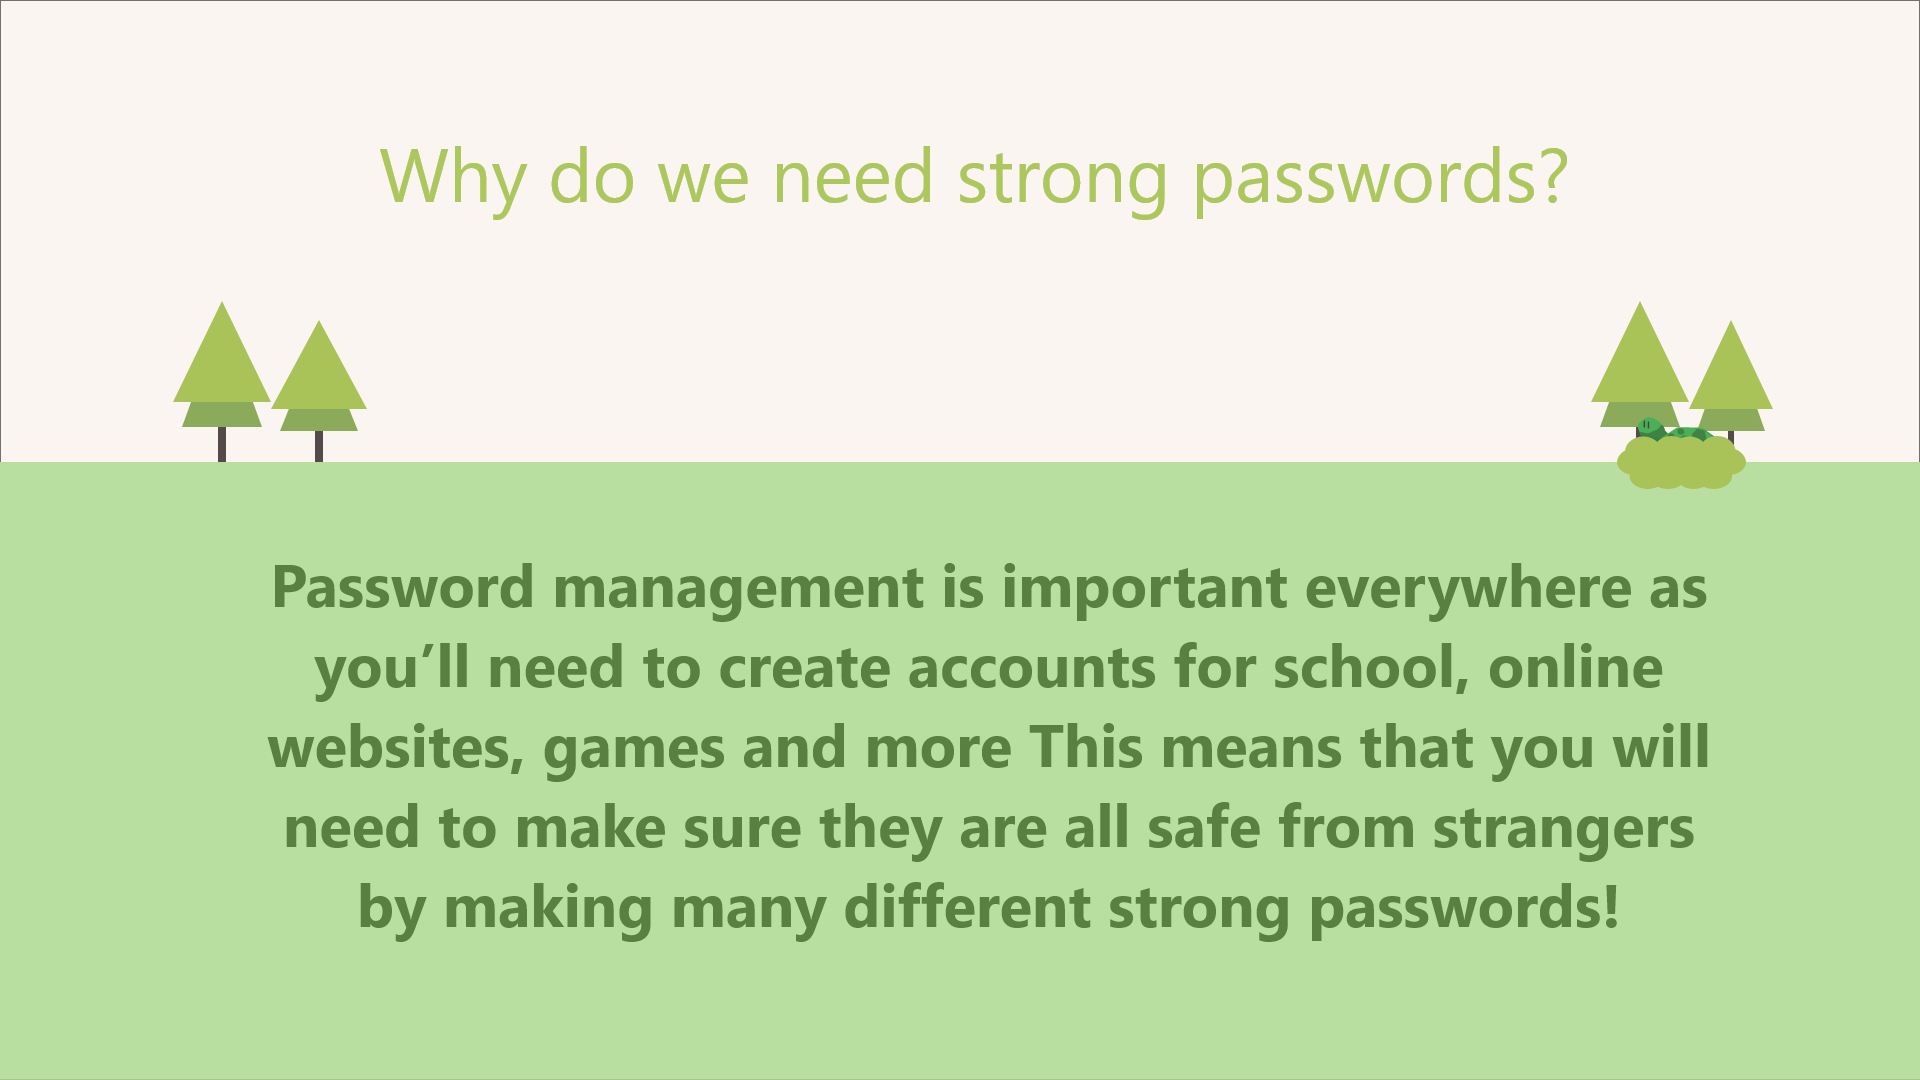 Why do we need strong passwords?
Password management is important everywhere as
you’ll need to create accounts for school, online
websites, games and more This means that you will
need to make sure they are all safe from strangers
by making many different strong passwords!